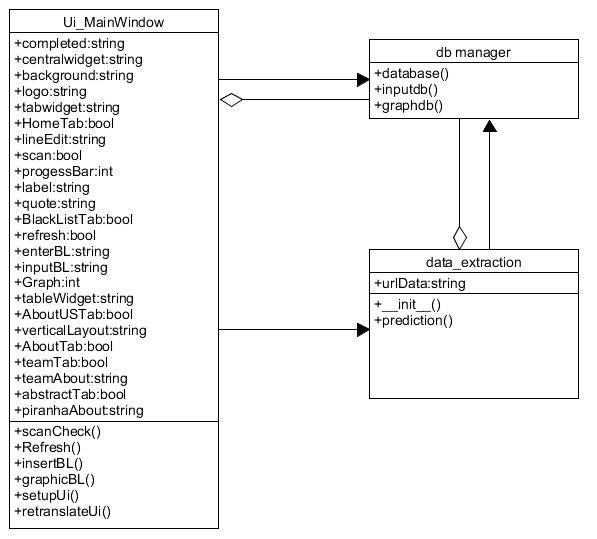 Ui_MainWindow
+completed:string
+centralwidget:string
+background:string
+logo:string
+tabwidget:string
+HomeTab:bool
+lineEdit:string
+scan:bool
+progessBar:int
+label:string
+quote:string
+BlackListTab:bool
+refresh:bool
+enterBL:string
+inputBL:string
+Graph:int
+tableWidget:string
+AboutUSTab:bool
+verticalLayout:string
+AboutTab:bool
+teamTab:bool
+teamAbout:string
+abstractTab:bool
+piranhaAbout:string
+scanCheck()
+Refresh()
+insertBL()
+graphicBL()
+setupUi()
+retranslateUi()
db manager
+database()
+inputdb()
+graphdb()
data_extraction
+urlData:string
+__init__()
+prediction()